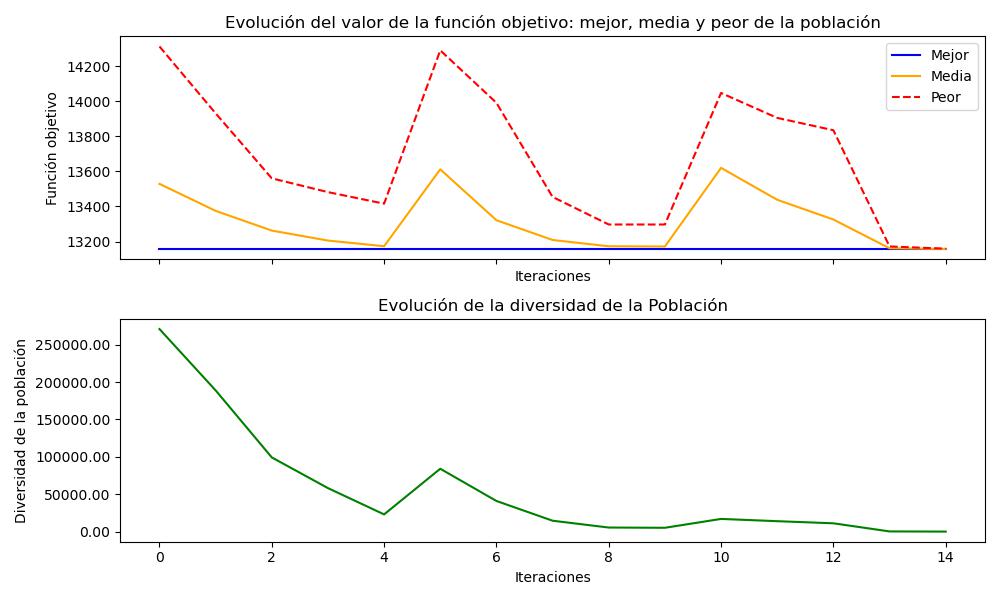 Evolución del valor de la función objetivo: mejor, media y peor de la población
Función objetivo
14200
14000
13800
13600
13400
13200
Mejor
Media
Peor
Iteraciones
Evolución de la diversidad de la Población
Diversidad de la población
250000.00
200000.00
150000.00
100000.00
50000.00
0.00
0 2 4 6 8 10 12 14
Iteraciones